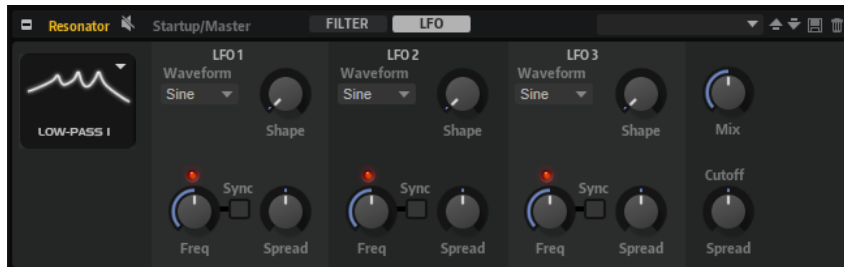 Resonator Startup/Master FILTER LFO
LFO 1 LFO 2 LFO 3
Waveform Waveform Waveform
Sine Sine Sine
LOW-PASS I Shape Shape Shape Mix
Cutoff
Sync Sync Sync
Freq Spread Freq Spread Freq Spread Spread